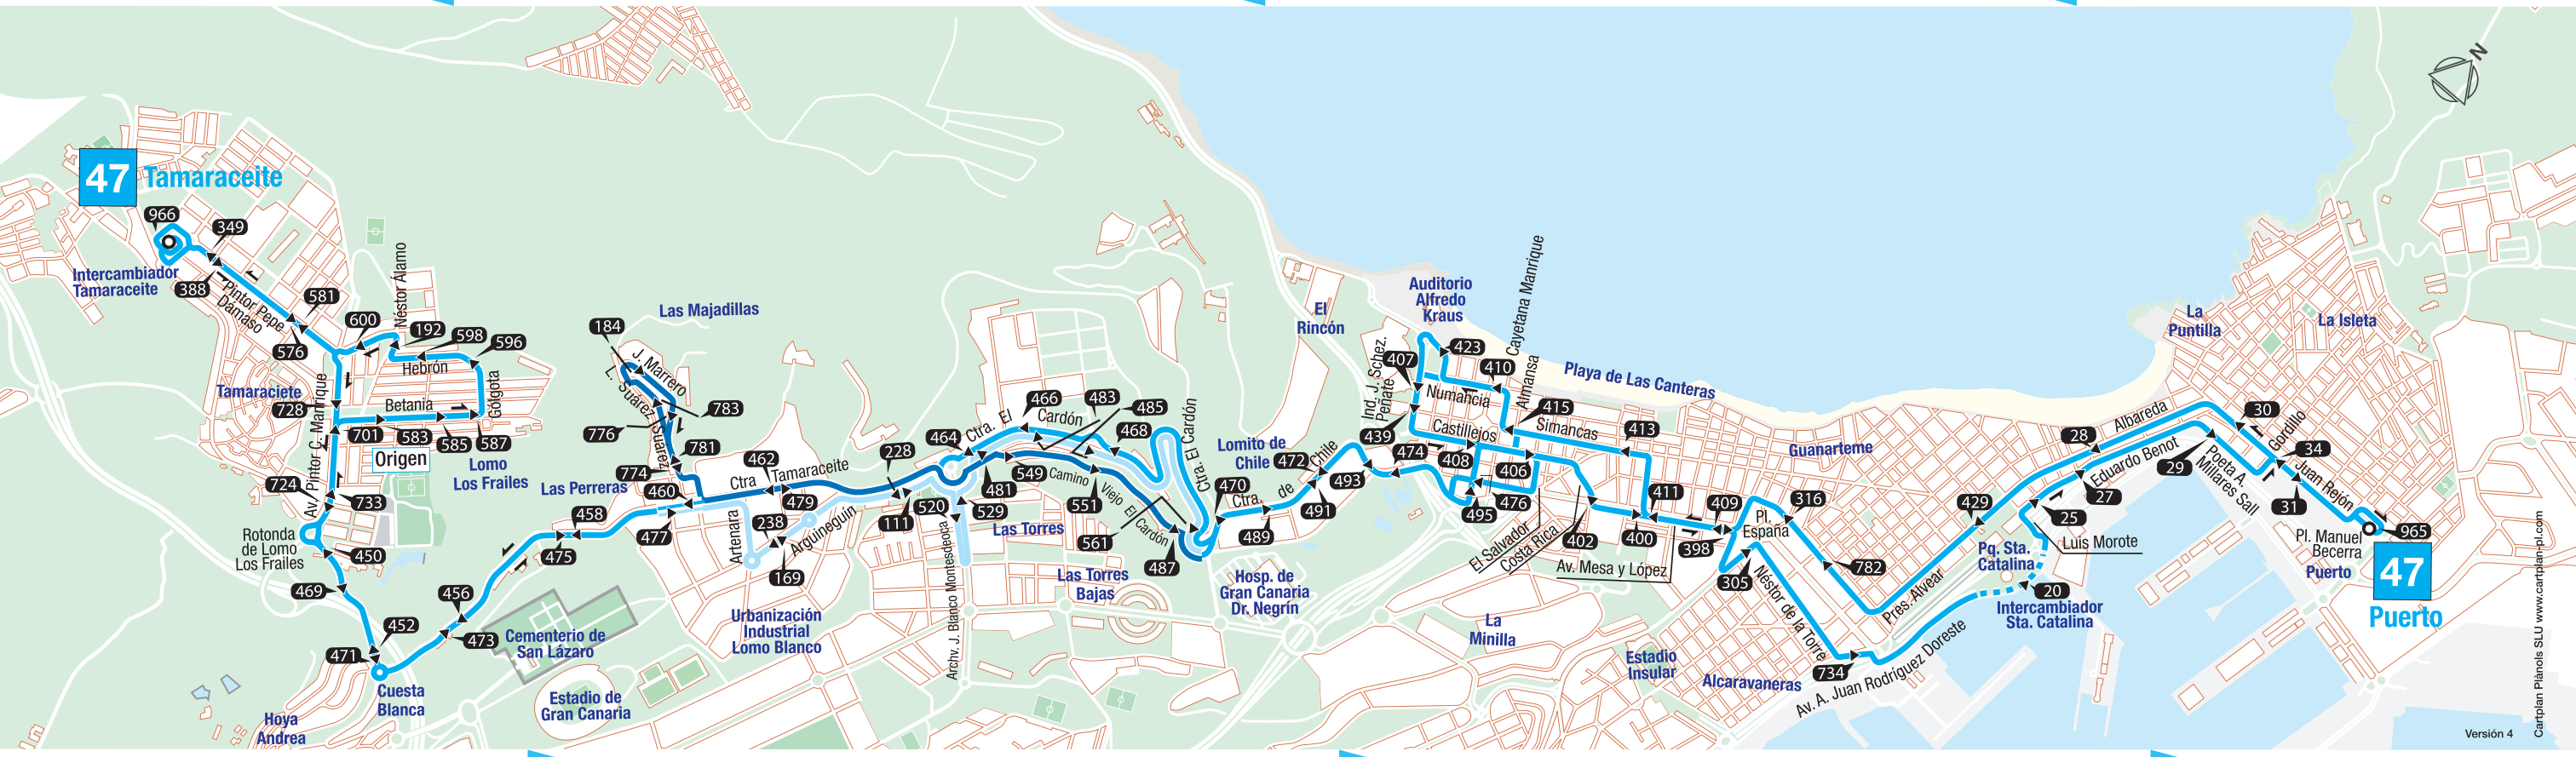 47 Tamaraceite
966
349
Intercambiador
Tamaraceite
388
Pintor Pepe
Damaso
581
576
600
Néstor Álamo
192
598
596
Hebrón
Gólgota
Tamaraciete
728
Av. Pintor C. Manrique
Betania
701
583
585
587
Origen
Lomo
Los Frailes
724
733
Rotonda
de Lomo
Los Frailes
450
469
452
471
Cuesta
Blanca
Hoya
Andrea
456
473
Cementerio de
San Lázaro
Estadio de
Gran Canaria
475
458
Las Perreras
184
Las Majadillas
J. Marrero
L. Suárez Suárez
783
776
781
774
460
477
Ctra Tamaraceite
462
479
Artenara
238
169
Arguineguín
Urbanización
Industrial
Lomo Blanco
228
111
464
Ctra. El Cardón
466
483
485
468
481
549
551
Camino Viejo El Cardón
520
529
Las Torres
Archv. J. Blanco Montesdeoca
561
487
Las Torres
Bajas
Ctra. El Cardón
470
489
Ctra. de Chile
491
472
493
Lomito de
Chile
Hosp. de
Gran Canaria
Dr. Negrín
El
Rincón
Auditorio
Alfredo
Kraus
Ind. J. Schez.
Peñate
407
423
410
Cayetana Manrique
Almansa
Numancia
439
474
Castillejos
408
406
476
495
415
Simancas
413
Playa de Las Canteras
Guanarteme
El Salvador
Costa Rica
402
400
411
Av. Mesa y López
409
398
La
Minilla
Pl.
España
316
305
782
Néstor de la Torre
734
Estadio
Insular
Alcaravaneras
Prés. Alvear
Av. A. Juan Rodríguez Doreste
429
Pq. Sta.
Catalina
Intercambiador
Sta. Catalina
20
Luis Morote
25
27
28
Albareda
Eduardo Benot
29
Poeta A.
Milares Sall
30
Gordillo
34
Juan Rejón
31
La
Puntilla
La Isleta
Pl. Manuel
Becerra
965
Puerto
47
Puerto
N
Versión 4
Cartplan Plànols SLU www.cartplan-pl.com